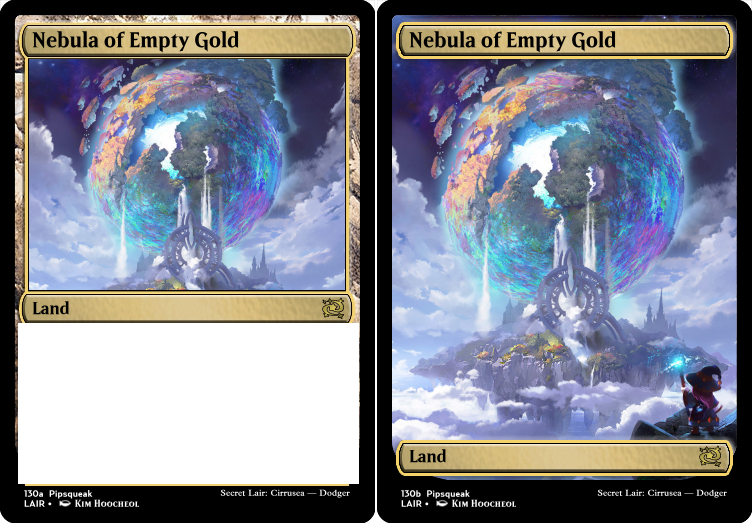 Nebula of Empty Gold
Land
130a Pipsqueak
LAIR • Kim Hoocheol
Secret Lair: Cirrusea — Dodger
Nebula of Empty Gold
Land
130b Pipsqueak
LAIR • Kim Hoocheol
Secret Lair: Cirrusea — Dodger